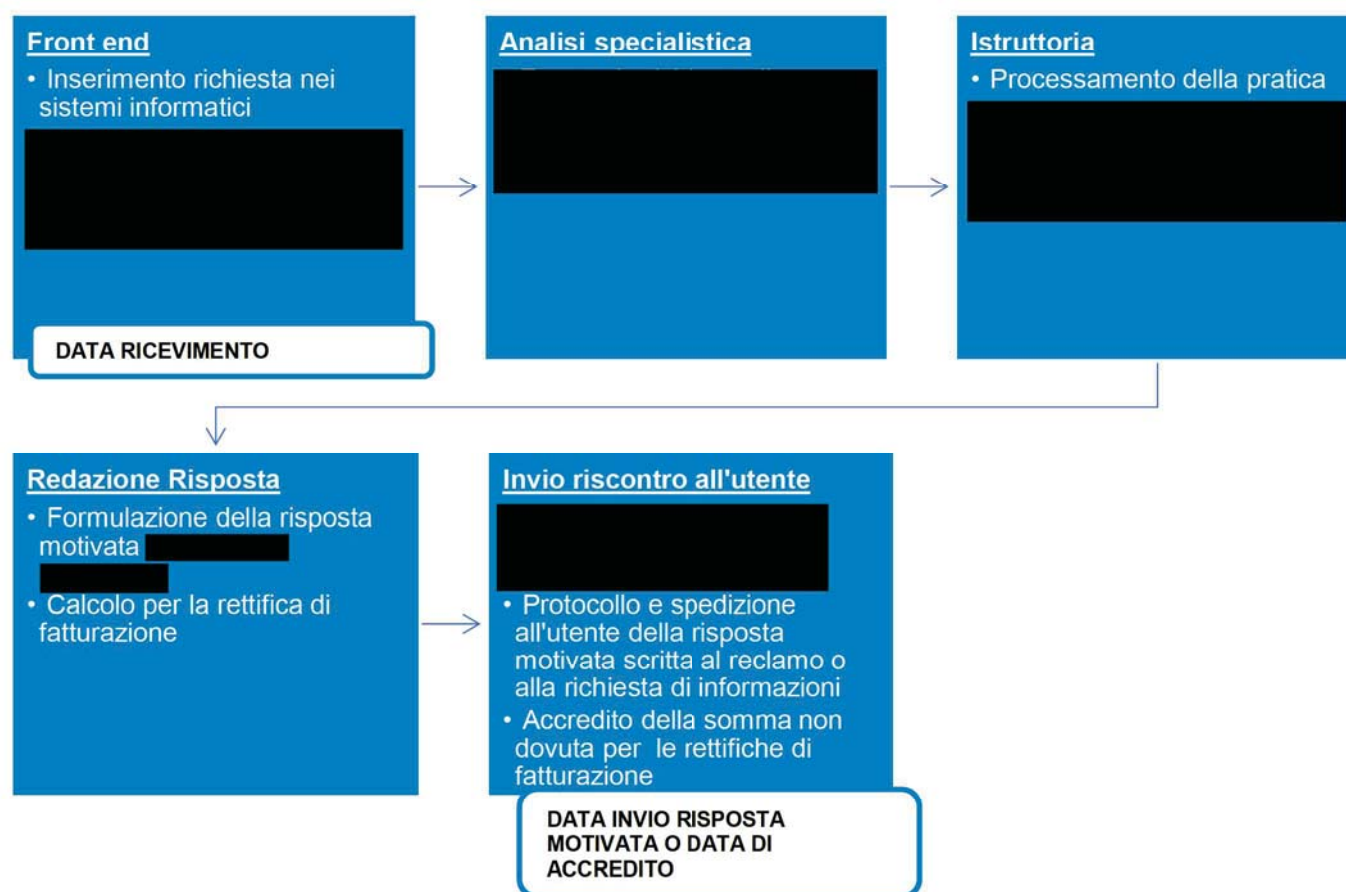 Front end
• Inserimento richiesta nei
sistemi informatici
DATA RICEVIMENTO
Analisi specialistica
Istruttoria
• Processamento della pratica
Redazione Risposta
• Formulazione della risposta
motivata
• Calcolo per la rettifica di
fatturazione
Invio riscontro all'utente
• Protocollo e spedizione
all'utente della risposta
motivata scritta al reclamo o
alla richiesta di informazioni
• Accredito della somma non
dovuta per le rettifiche di
fatturazione
DATA INVIO RISPOSTA
MOTIVATA O DATA DI
ACCREDITO